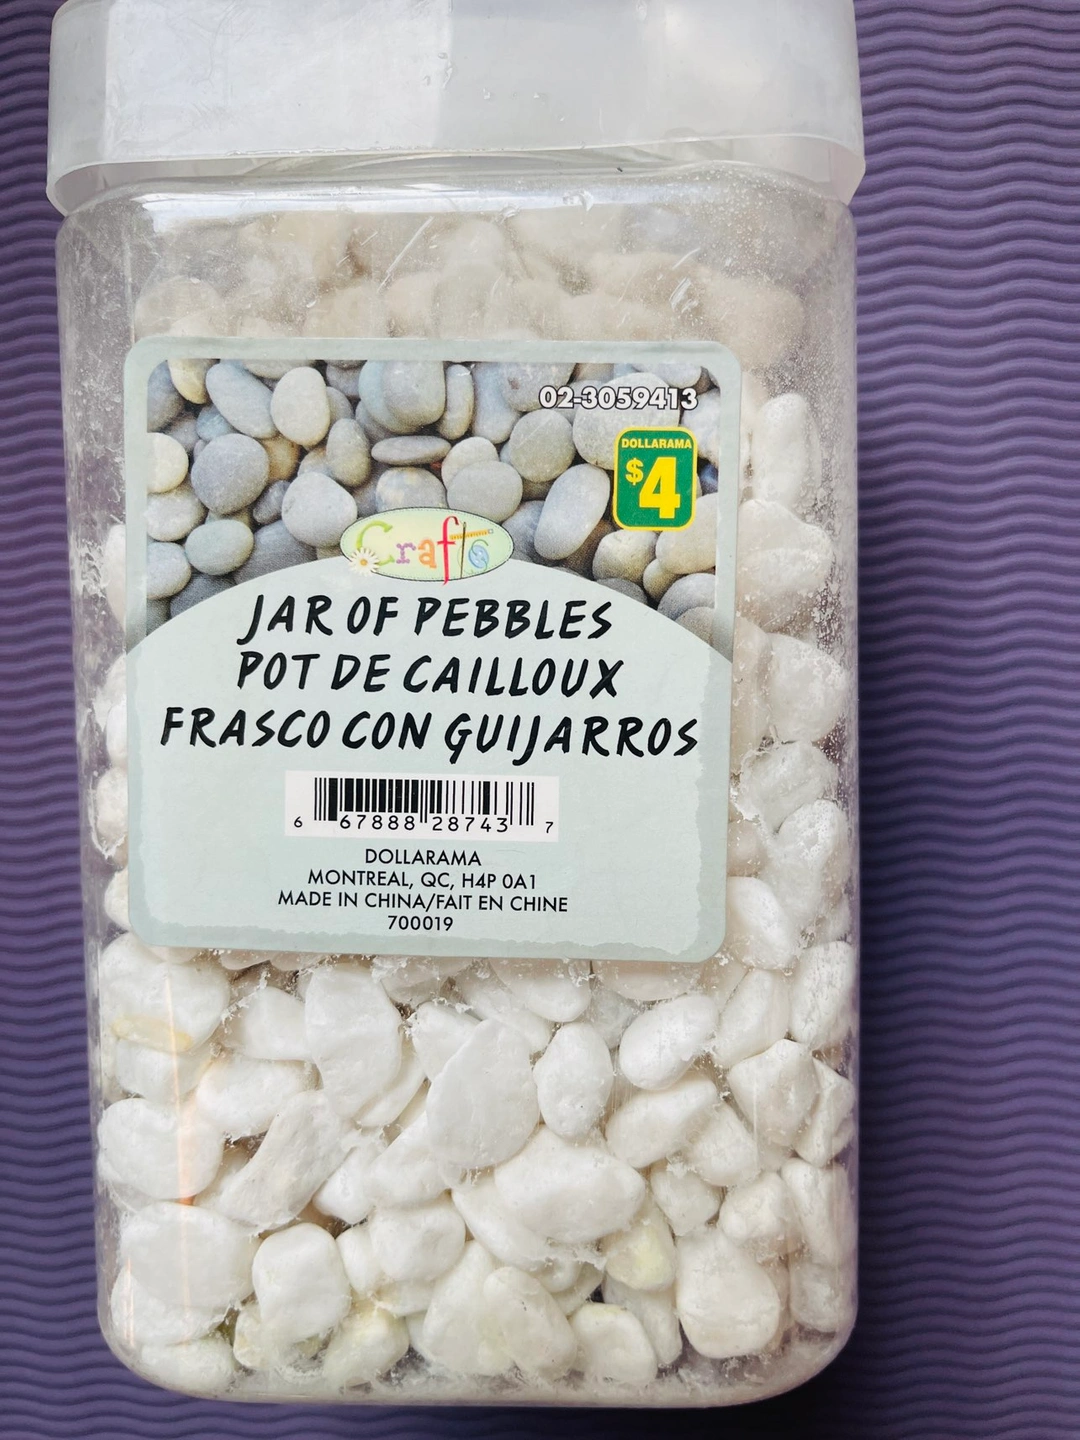 02-3059413
DOLLARAMA
$4
Crafts
JAR OF PEBBLES
POT DE CAILLOUX
FRASCO CON GUIJARROS
6 67888 28743 7
DOLLARAMA
MONTREAL, QC, H4P 0A1
MADE IN CHINA/FAIT EN CHINE
700019